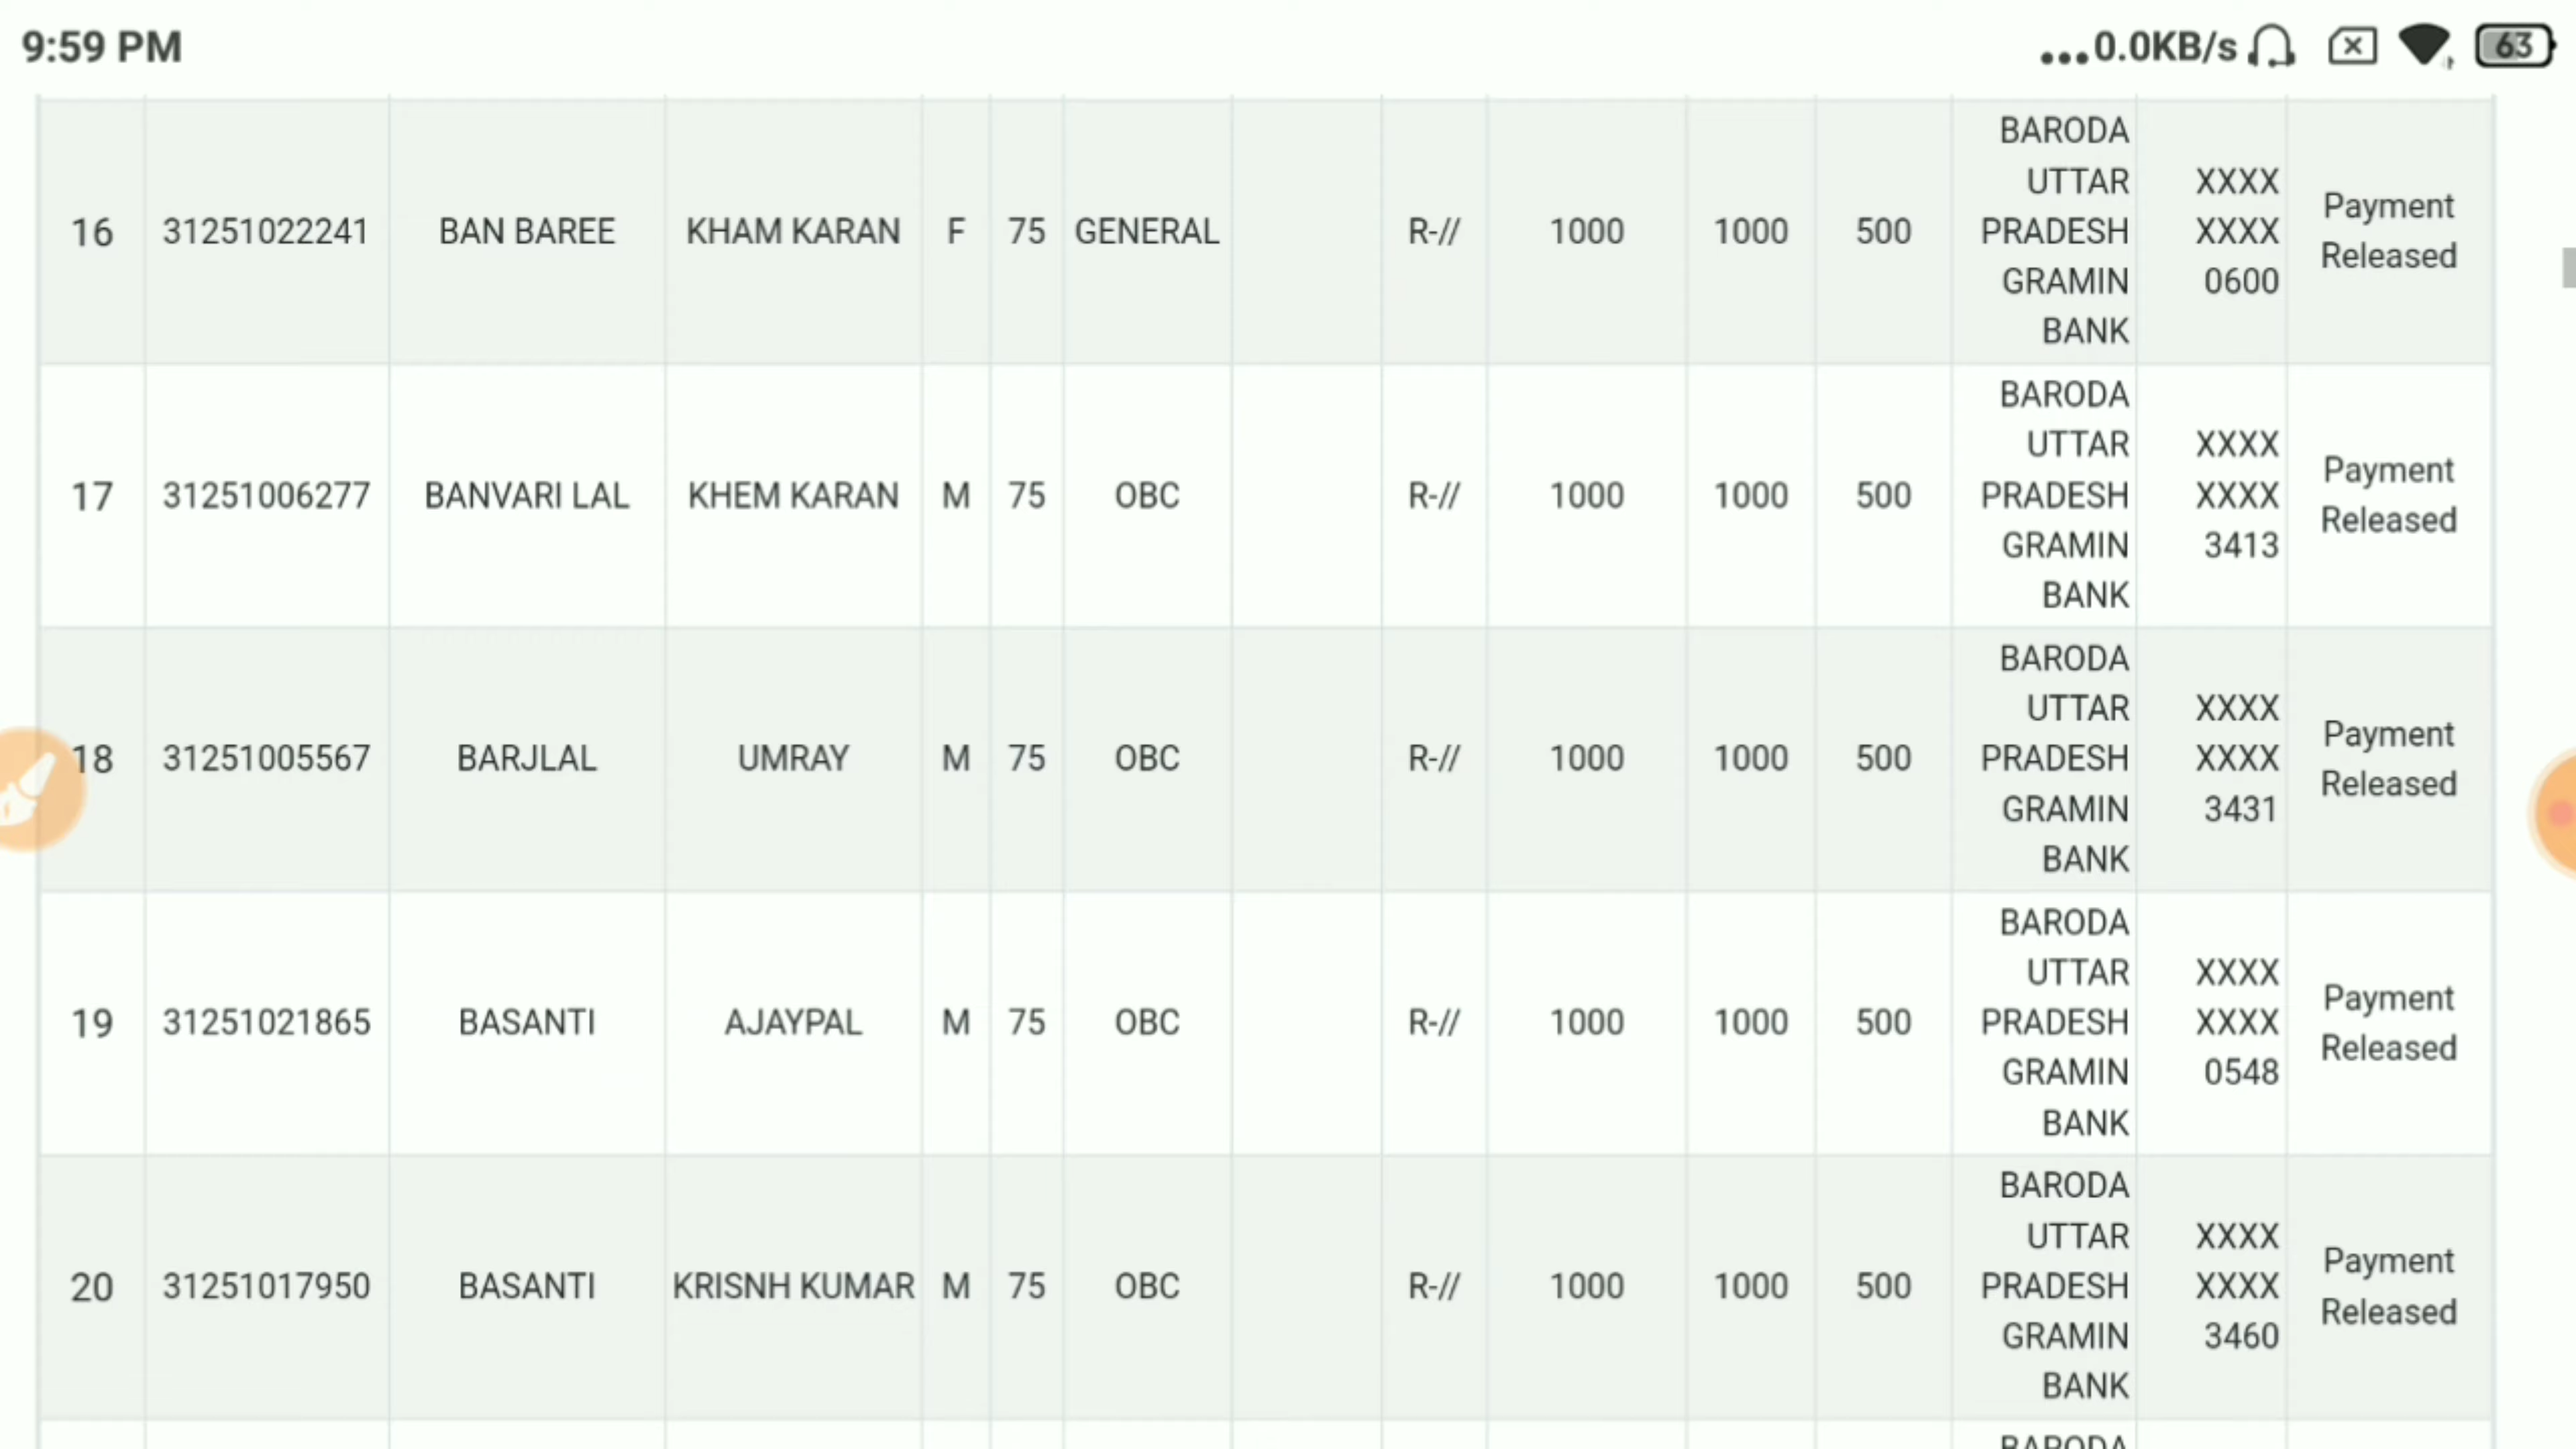 9:59 PM ...0.0KB/s 63
BARODA
UTTAR XXXX
16 31251022241 BAN BAREE KHAM KARAN F 75 GENERAL R-// 1000 1000 500 PRADESH XXXX Payment Released
GRAMIN 0600
BANK
BARODA
UTTAR XXXX
17 31251006277 BANVARI LAL KHEM KARAN M 75 OBC R-// 1000 1000 500 PRADESH XXXX Payment Released
GRAMIN 3413
BANK
BARODA
UTTAR XXXX
18 31251005567 BARJLAL UMRAY M 75 OBC R-// 1000 1000 500 PRADESH XXXX Payment Released
GRAMIN 3431
BANK
BARODA
UTTAR XXXX
19 31251021865 BASANTI AJAYPAL M 75 OBC R-// 1000 1000 500 PRADESH XXXX Payment Released
GRAMIN 0548
BANK
BARODA
UTTAR XXXX
20 31251017950 BASANTI KRISNH KUMAR M 75 OBC R-// 1000 1000 500 PRADESH XXXX Payment Released
GRAMIN 3460
BANK
BARODA